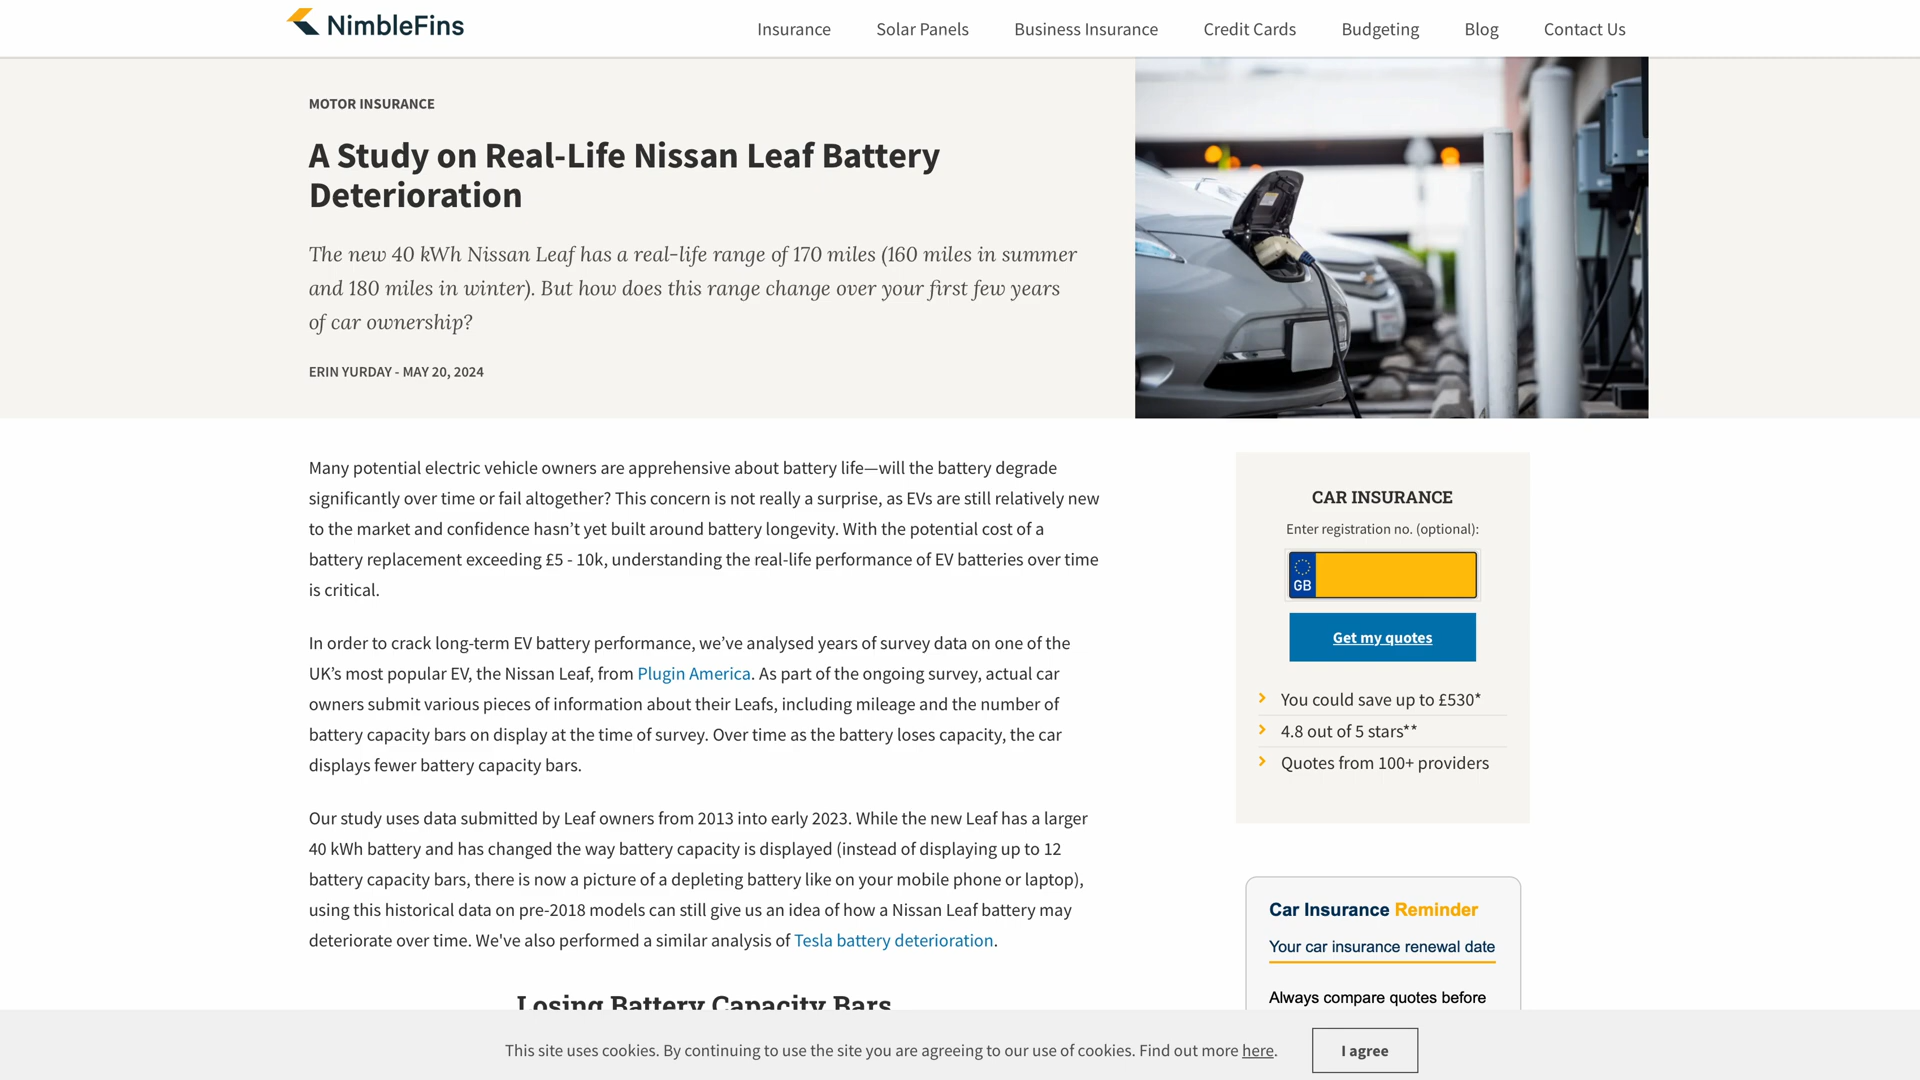 NimbleFins
Insurance
Solar Panels
Business Insurance
Credit Cards
Budgeting
Blog
Contact Us
MOTOR INSURANCE
A Study on Real-Life Nissan Leaf Battery
Deterioration
The new 40 kWh Nissan Leaf has a real-life range of 170 miles (160 miles in summer
and 180 miles in winter). But how does this range change over your first few years
of car ownership?
ERIN YURDAY - MAY 20, 2024
Many potential electric vehicle owners are apprehensive about battery life—will the battery degrade
significantly over time or fail altogether? This concern is not really a surprise, as EVs are still relatively new
to the market and confidence hasn’t yet built around battery longevity. With the potential cost of a
battery replacement exceeding £5 - 10k, understanding the real-life performance of EV batteries over time
is critical.
In order to crack long-term EV battery performance, we’ve analysed years of survey data on one of the
UK’s most popular EV, the Nissan Leaf, from Plugin America. As part of the ongoing survey, actual car
owners submit various pieces of information about their Leafs, including mileage and the number of
battery capacity bars on display at the time of survey. Over time as the battery loses capacity, the car
displays fewer battery capacity bars.
Our study uses data submitted by Leaf owners from 2013 into early 2023. While the new Leaf has a larger
40 kWh battery and has changed the way battery capacity is displayed (instead of displaying up to 12
battery capacity bars, there is now a picture of a depleting battery like on your mobile phone or laptop),
using this historical data on pre-2018 models can still give us an idea of how a Nissan Leaf battery may
deteriorate over time. We've also performed a similar analysis of Tesla battery deterioration.
Losing Battery Capacity Bars
CAR INSURANCE
Enter registration no. (optional):
GB
Get my quotes
You could save up to £530*
4.8 out of 5 stars**
Quotes from 100+ providers
Car Insurance Reminder
Your car insurance renewal date
Always compare quotes before
This site uses cookies. By continuing to use the site you are agreeing to our use of cookies. Find out more here.
I agree